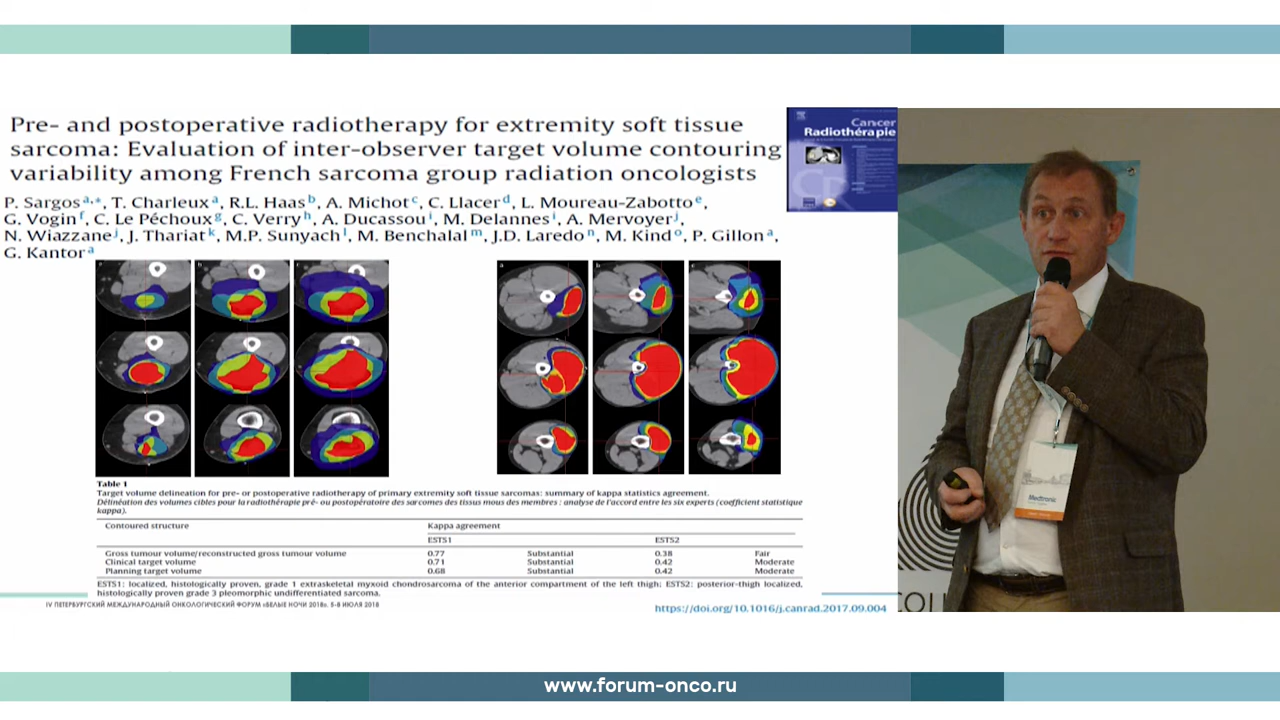 Pre- and postoperative radiotherapy for extremity soft tissue
sarcoma: Evaluation of inter-observer target volume contouring
variability among French sarcoma group radiation oncologists
Cancer
Radiothérapie
P. Sargos a,*, T. Charleux a, R.L. Haas b, A. Michot c, C. Llacer d, L. Moureau-Zabotto e,
G. Vogin f, C. Le Péchoux g, C. Verry h, A. Ducassou i, M. Delannes i, A. Mervoyer j,
N. Wiazzane j, J. Thariat k, M.P. Sunyach l, M. Benchalal m, J.D. Laredo n, M. Kind o, P. Gillon a,
G. Kantor a
Table 1
Target volume delineation for pre- or postoperative radiotherapy of primary extremity soft tissue sarcomas: summary of kappa statistics agreement.
Délinéation des volumes cibles pour la radiothérapie pré- ou postopératoire des sarcomes des tissus mous des membres : analyse de l'accord entre les six experts (coefficient statistique
kappa).
Contoured structure Kappa agreement
ESTS1 ESTS2
Gross tumour volume/reconstructed gross tumour volume 0.77 Substantial 0.38 Fair
Clinical target volume 0.71 Substantial 0.42 Moderate
Planning target volume 0.68 Substantial 0.42 Moderate
ESTS1: localized, histologically proven, grade 1 extraskeletal myxoid chondrosarcoma of the anterior compartment of the left thigh; ESTS2: posterior-thigh localized,
histologically proven grade 3 pleomorphic undifferentiated sarcoma.
IV ПЕТЕРБУРГСКИЙ МЕЖДУНАРОДНЫЙ ОНКОЛОГИЧЕСКИЙ ФОРУМ «БЕЛЫЕ НОЧИ 2018». 5-8 ИЮЛЯ 2018
https://doi.org/10.1016/j.canrad.2017.09.004
Medtronic
www.forum-onco.ru